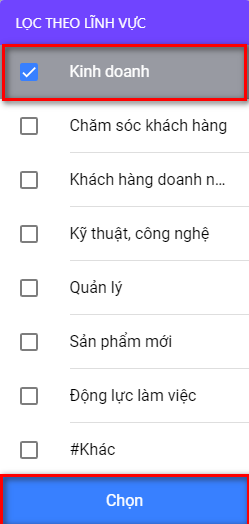 LỌC THEO LĨNH VỰC
Kinh doanh
Chăm sóc khách hàng
Khách hàng doanh n...
Kỹ thuật, công nghệ
Quản lý
Sản phẩm mới
Động lực làm việc
#Khác
Chọn